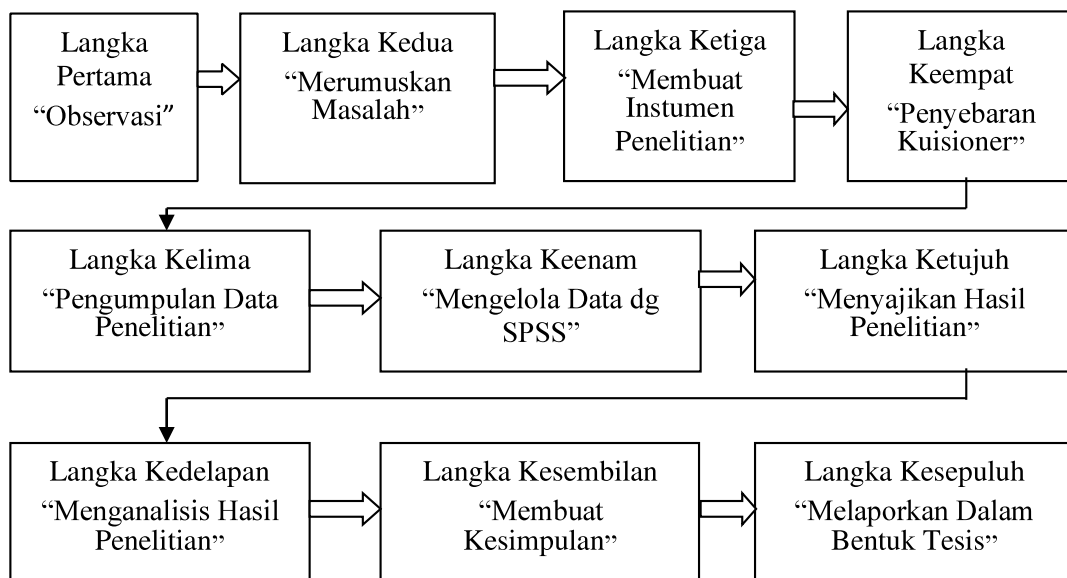 Langka
Pertama
“Observasi”
Langka Kedua
“Merumuskan
Masalah”
Langka Ketiga
“Membuat
Instumen
Penelitian”
Langka
Keempat
“Penyebaran
Kuisioner”
Langka Kelima
“Pengumpulan Data
Penelitian”
Langka Keenam
“Mengelola Data dg
SPSS”
Langka Ketujuh
“Menyajikan Hasil
Penelitian”
Langka Kedelapan
“Menganalisis Hasil
Penelitian”
Langka Kesembilan
“Membuat
Kesimpulan”
Langka Kesepuluh
“Melaporkan Dalam
Bentuk Tesis”